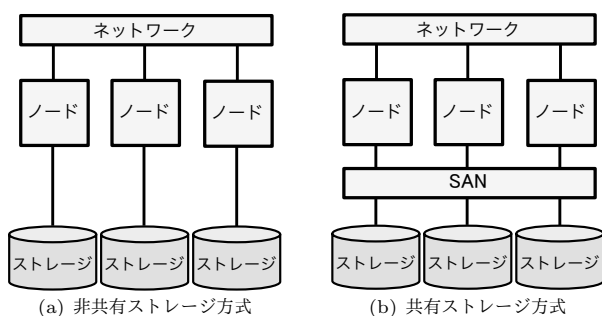 ネットワーク
ノード ノード ノード
ストレージ ストレージ ストレージ
(a) 非共有ストレージ方式
ネットワーク
ノード ノード ノード
SAN
ストレージ ストレージ ストレージ
(b) 共有ストレージ方式